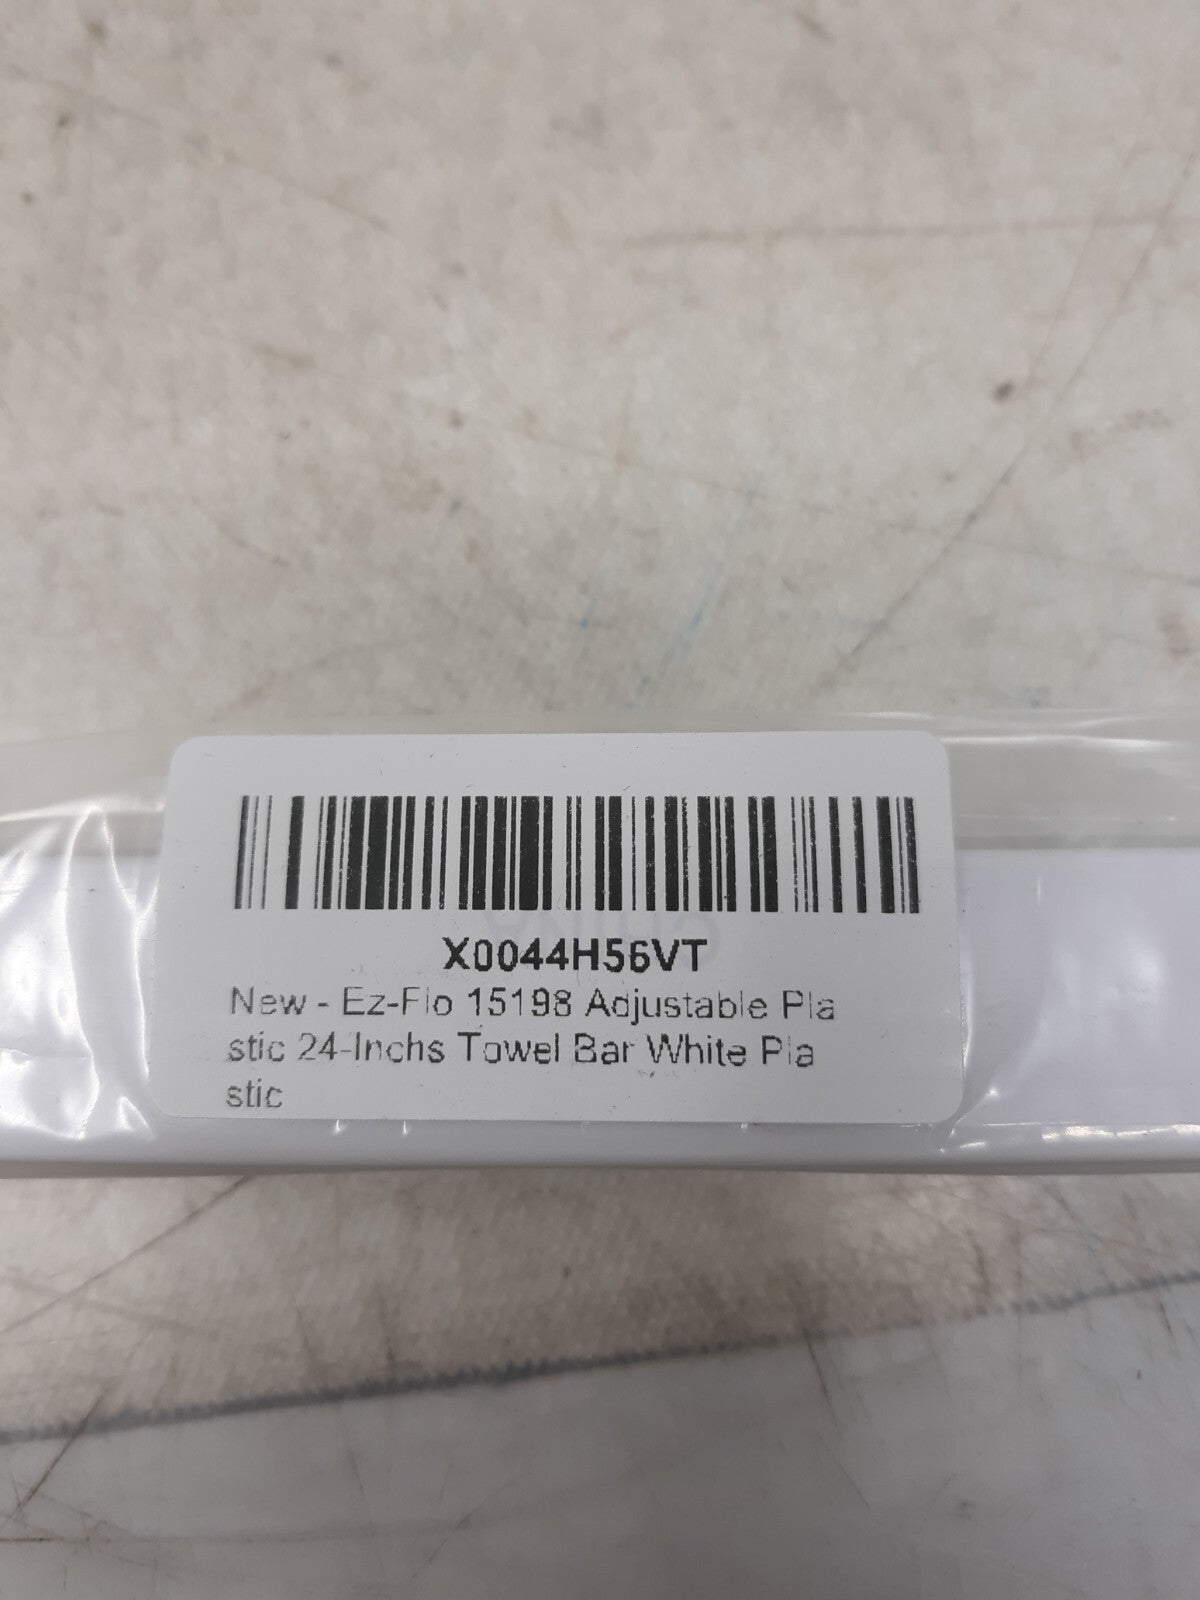 X0044H56VT
New - Ez-Flo 15198 Adjustable Pla
stic 24-Inchs Towel Bar White Pla
stic